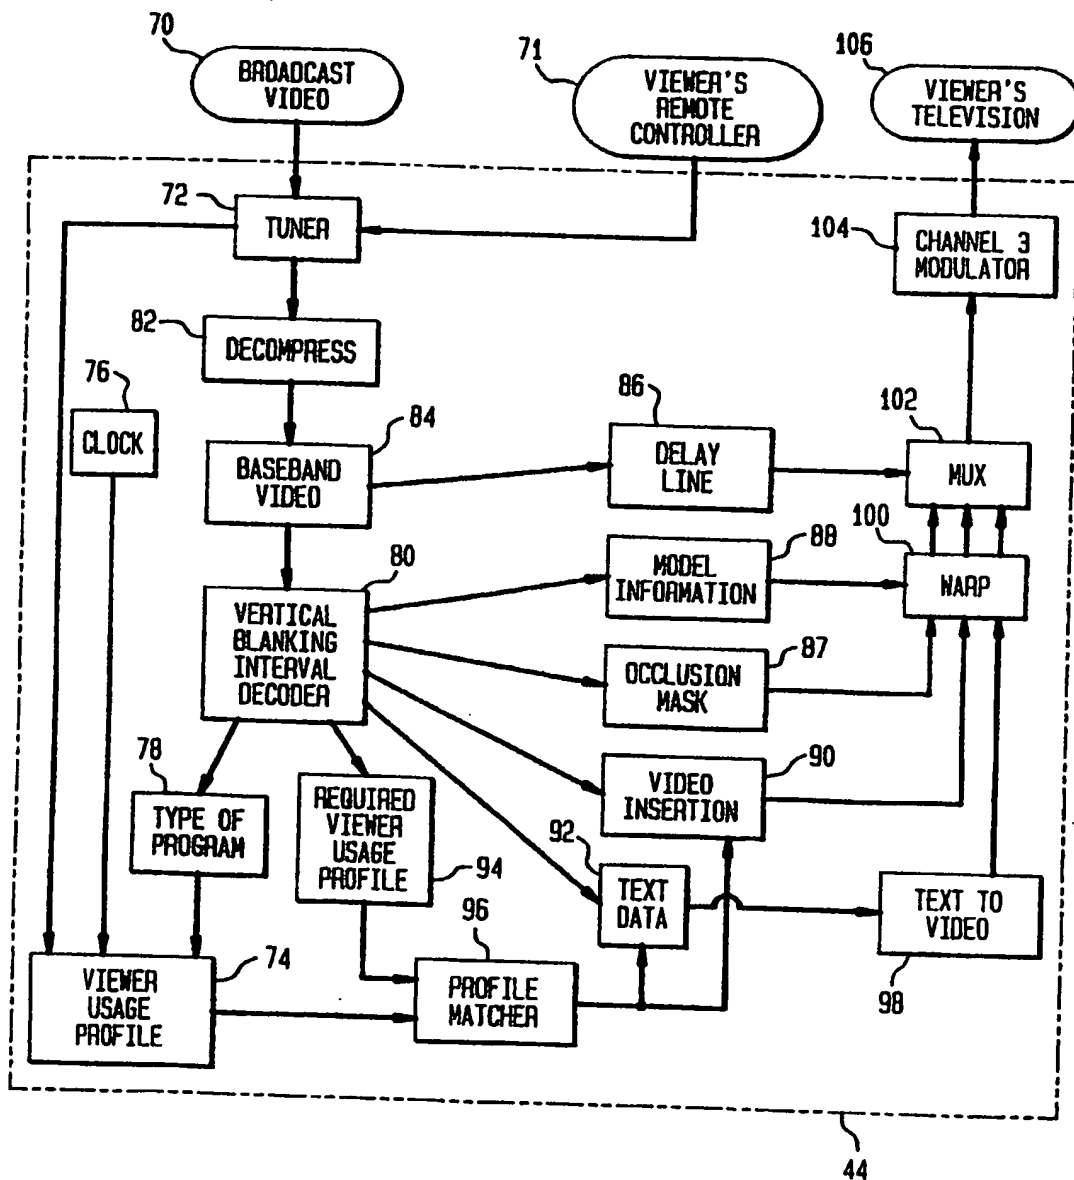 70
BROADCAST
VIDEO
71
VIEWER'S
REMOTE
CONTROLLER
106
VIEWER'S
TELEVISION
72
TUNER
104
CHANNEL 3
MODULATOR
82
DECOMPRESS
76
CLOCK
84
BASEBAND
VIDEO
86
DELAY
LINE
102
MUX
80
VERTICAL
BLANKING
INTERVAL
DECODER
88
MODEL
INFORMATION
100
WARP
87
OCCLUSION
MASK
78
TYPE OF
PROGRAM
REQUIRED
VIEWER
USAGE
PROFILE
94
90
VIDEO
INSERTION
92
TEXT
DATA
TEXT TO
VIDEO
98
74
VIEWER
USAGE
PROFILE
96
PROFILE
MATCHER
44